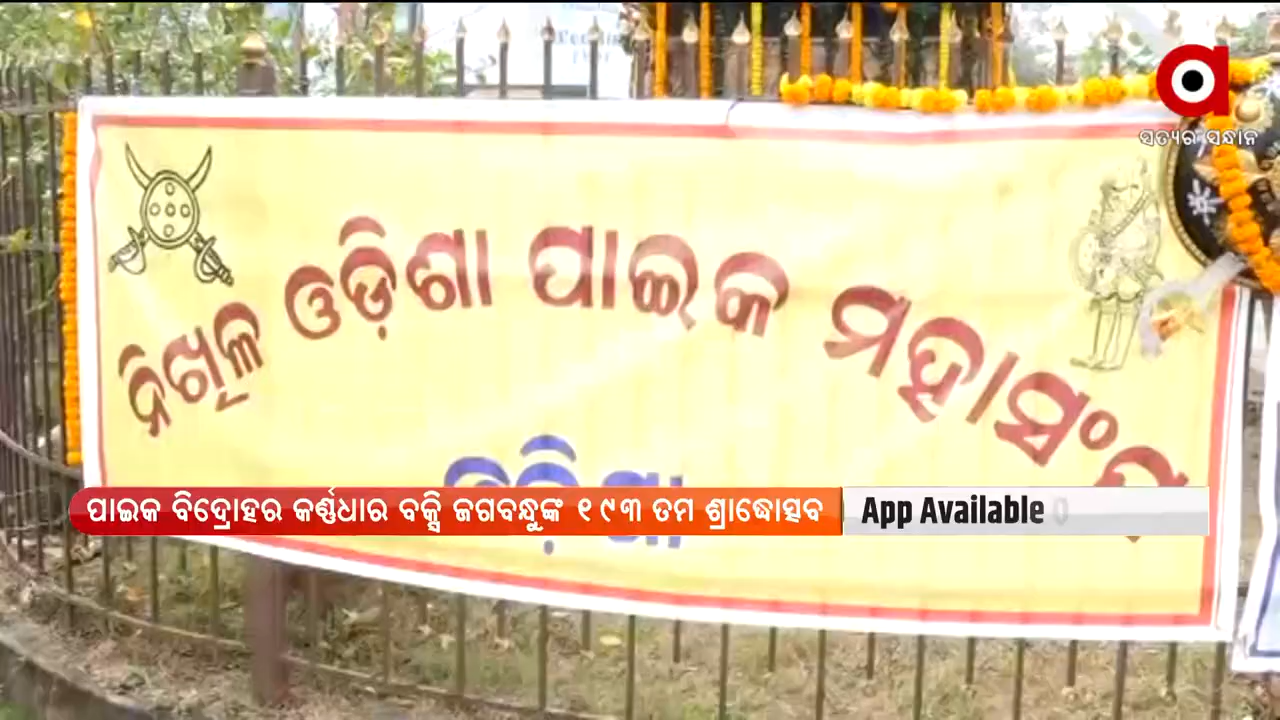 ସତ୍ୟର ସନ୍ଧାନ
ନିଖିଳ ଓଡ଼ିଶା ପାଇକ ମହାସଂଘ
ପାଇକ ବିଦ୍ରୋହର କର୍ଣ୍ଣଧାର ବକ୍ସି ଜଗବନ୍ଧୁଙ୍କ ୧୯୩ ତମ ଶ୍ରାଦ୍ଧୋତ୍ସବ
App Available